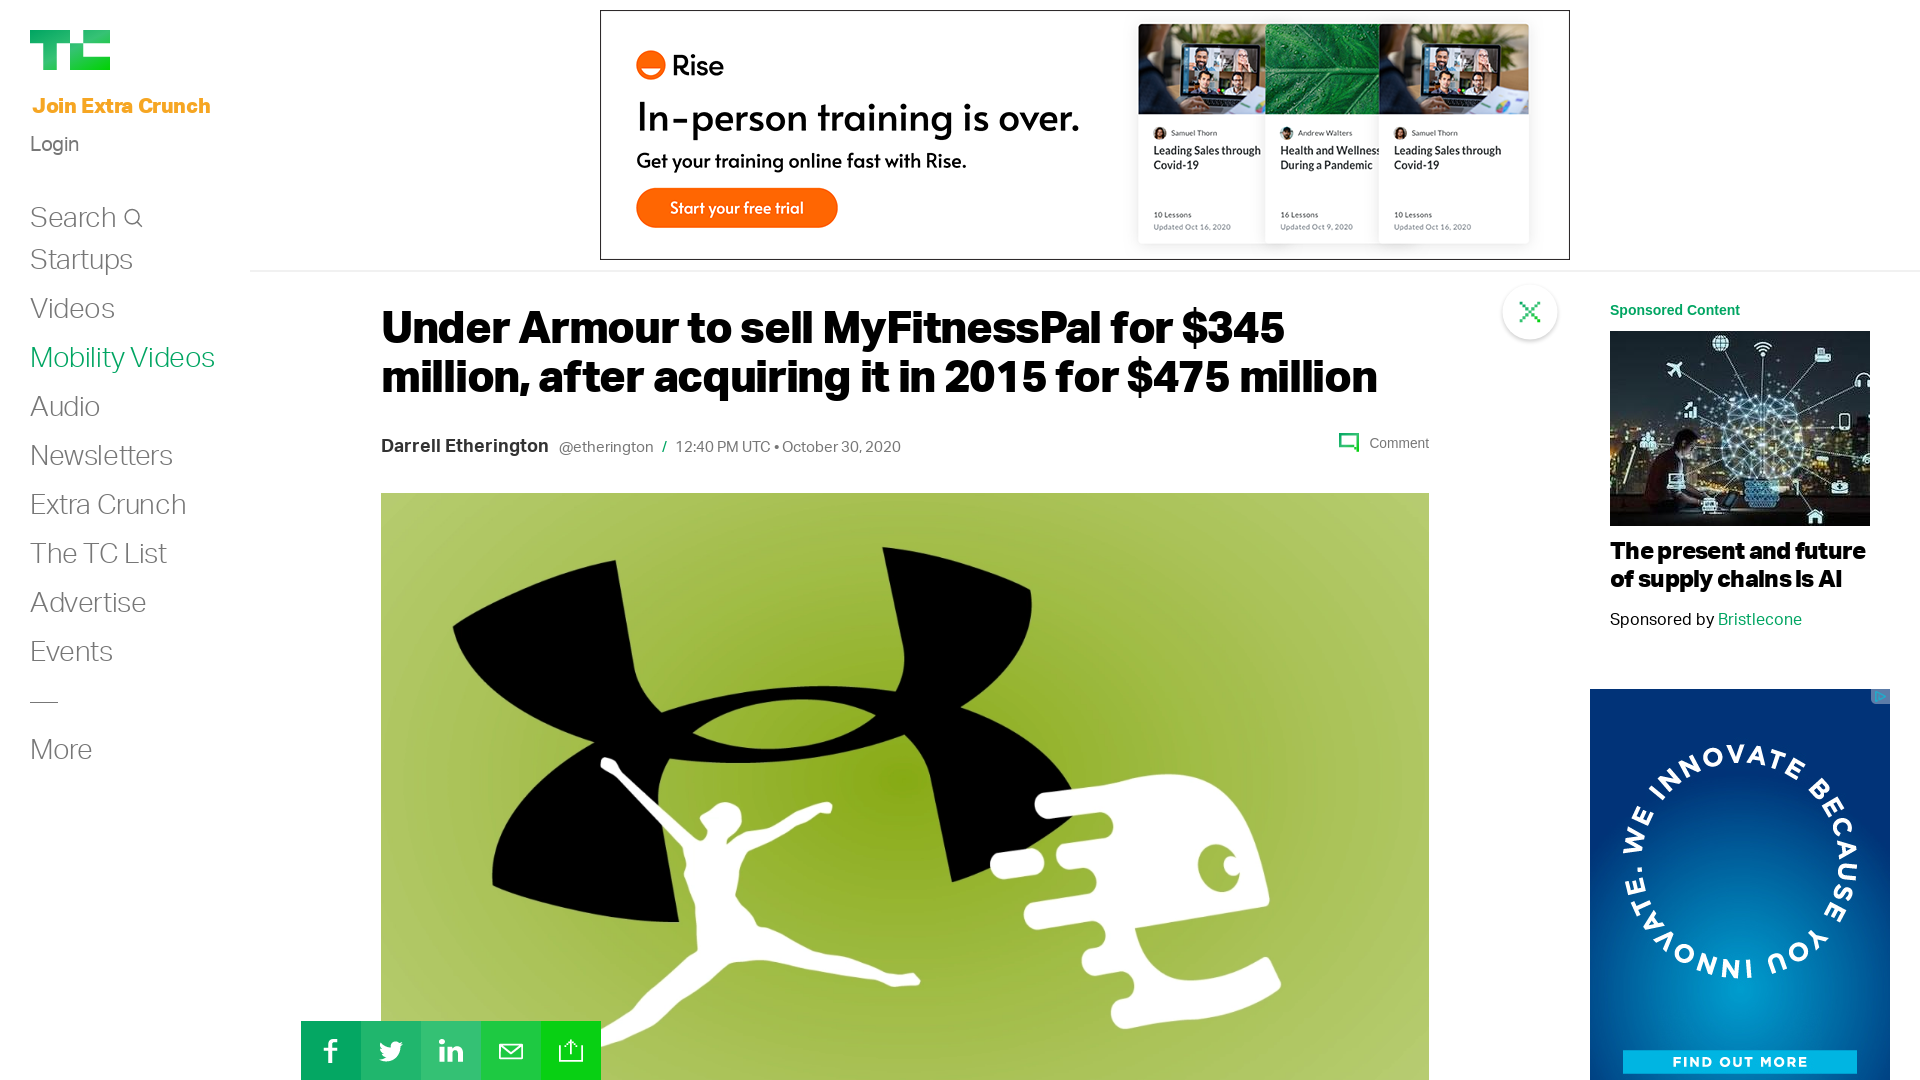 TC
Join Extra Crunch
Login
Search
Startups
Videos
Mobility Videos
Audio
Newsletters
Extra Crunch
The TC List
Advertise
Events
More
Rise
In-person training is over.
Get your training online fast with Rise.
Start your free trial
Samuel Thorn
Leading Sales through
Covid-19
10 Lessons
Updated Oct 16, 2020
Andrew Walters
Health and Wellness
During a Pandemic
16 Lessons
Updated Oct 9, 2020
Samuel Thorn
Leading Sales through
Covid-19
10 Lessons
Updated Oct 16, 2020
Under Armour to sell MyFitnessPal for $345
million, after acquiring it in 2015 for $475 million
Darrell Etherington @etherington / 12:40 PM UTC • October 30, 2020
Comment
Sponsored Content
The present and future
of supply chains is AI
Sponsored by Bristlecone
WE INNOVATE BECAUSE YOU INNOVATE.
FIND OUT MORE